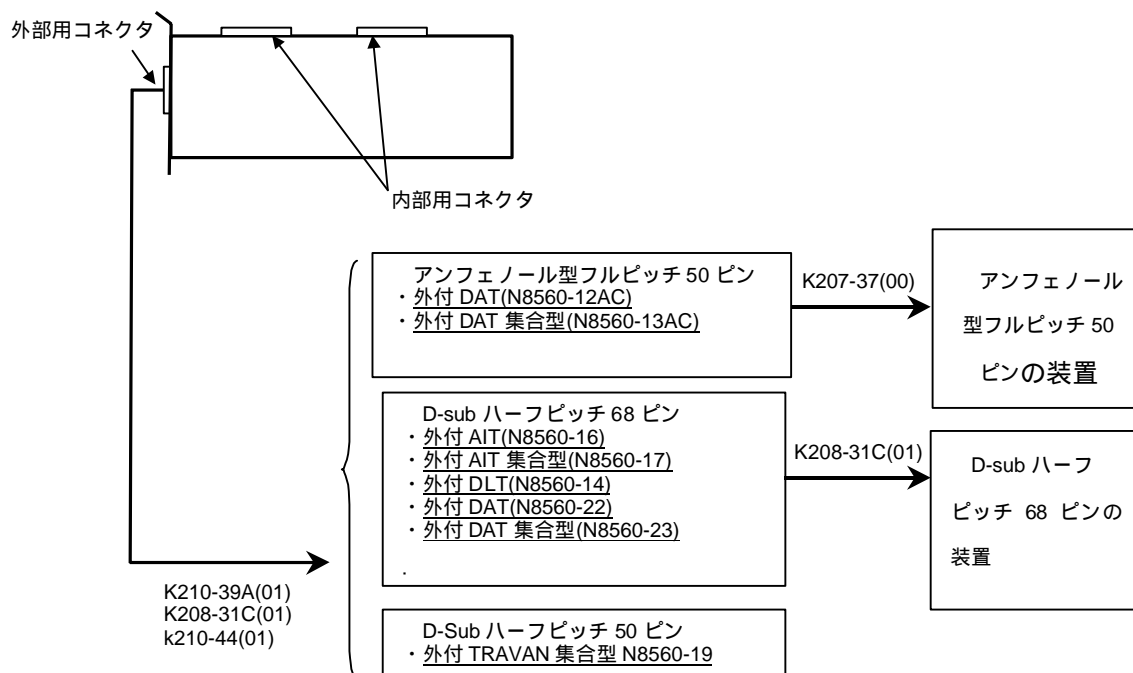 外部用コネクタ
内部用コネクタ
アンフェノール型フルピッチ 50 ピン
・外付 DAT(N8560-12AC)
・外付 DAT 集合型(N8560-13AC)
K207-37(00)
アンフェノール
型フルピッチ 50
ピンの装置
D-sub ハーフピッチ 68 ピン
・外付 AIT(N8560-16)
・外付 AIT 集合型(N8560-17)
・外付 DLT(N8560-14)
・外付 DAT(N8560-22)
・外付 DAT 集合型(N8560-23)
.
K208-31C(01)
D-sub ハーフ
ピッチ 68 ピンの
装置
K210-39A(01)
K208-31C(01)
k210-44(01)
D-Sub ハーフピッチ 50 ピン
・外付 TRAVAN 集合型 N8560-19